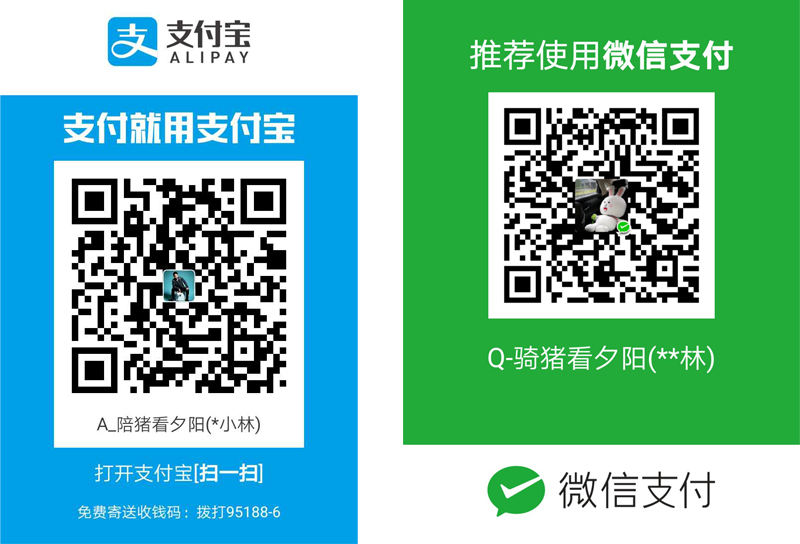 支付宝
ALIPAY
支付就用支付宝
A_陪猪看夕阳(*小林)
打开支付宝[扫一扫]
免费寄送收钱码：拨打95188-6
推荐使用微信支付
Q-骑猪看夕阳(**林)
微信支付